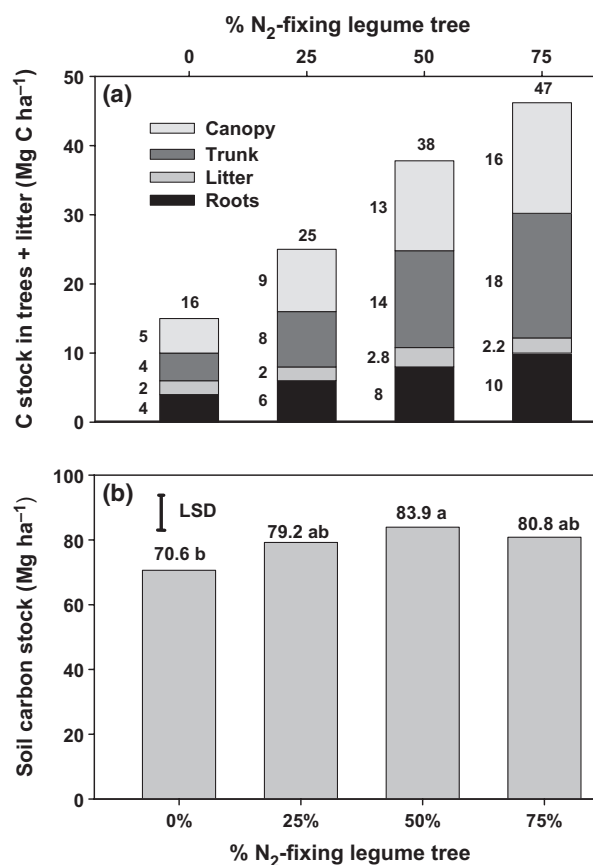 % N₂-fixing legume tree
0 25 50 75
50
40
30
20
10
0
C stock in trees + litter (Mg C ha⁻¹)
(a)
Canopy
Trunk
Litter
Roots
16
5
4
2
4
25
9
8
2
6
38
13
14
2.8
8
47
16
18
2.2
10
100
80
60
40
20
0
Soil carbon stock (Mg ha⁻¹)
(b)
LSD
70.6 b
79.2 ab
83.9 a
80.8 ab
0% 25% 50% 75%
% N₂-fixing legume tree